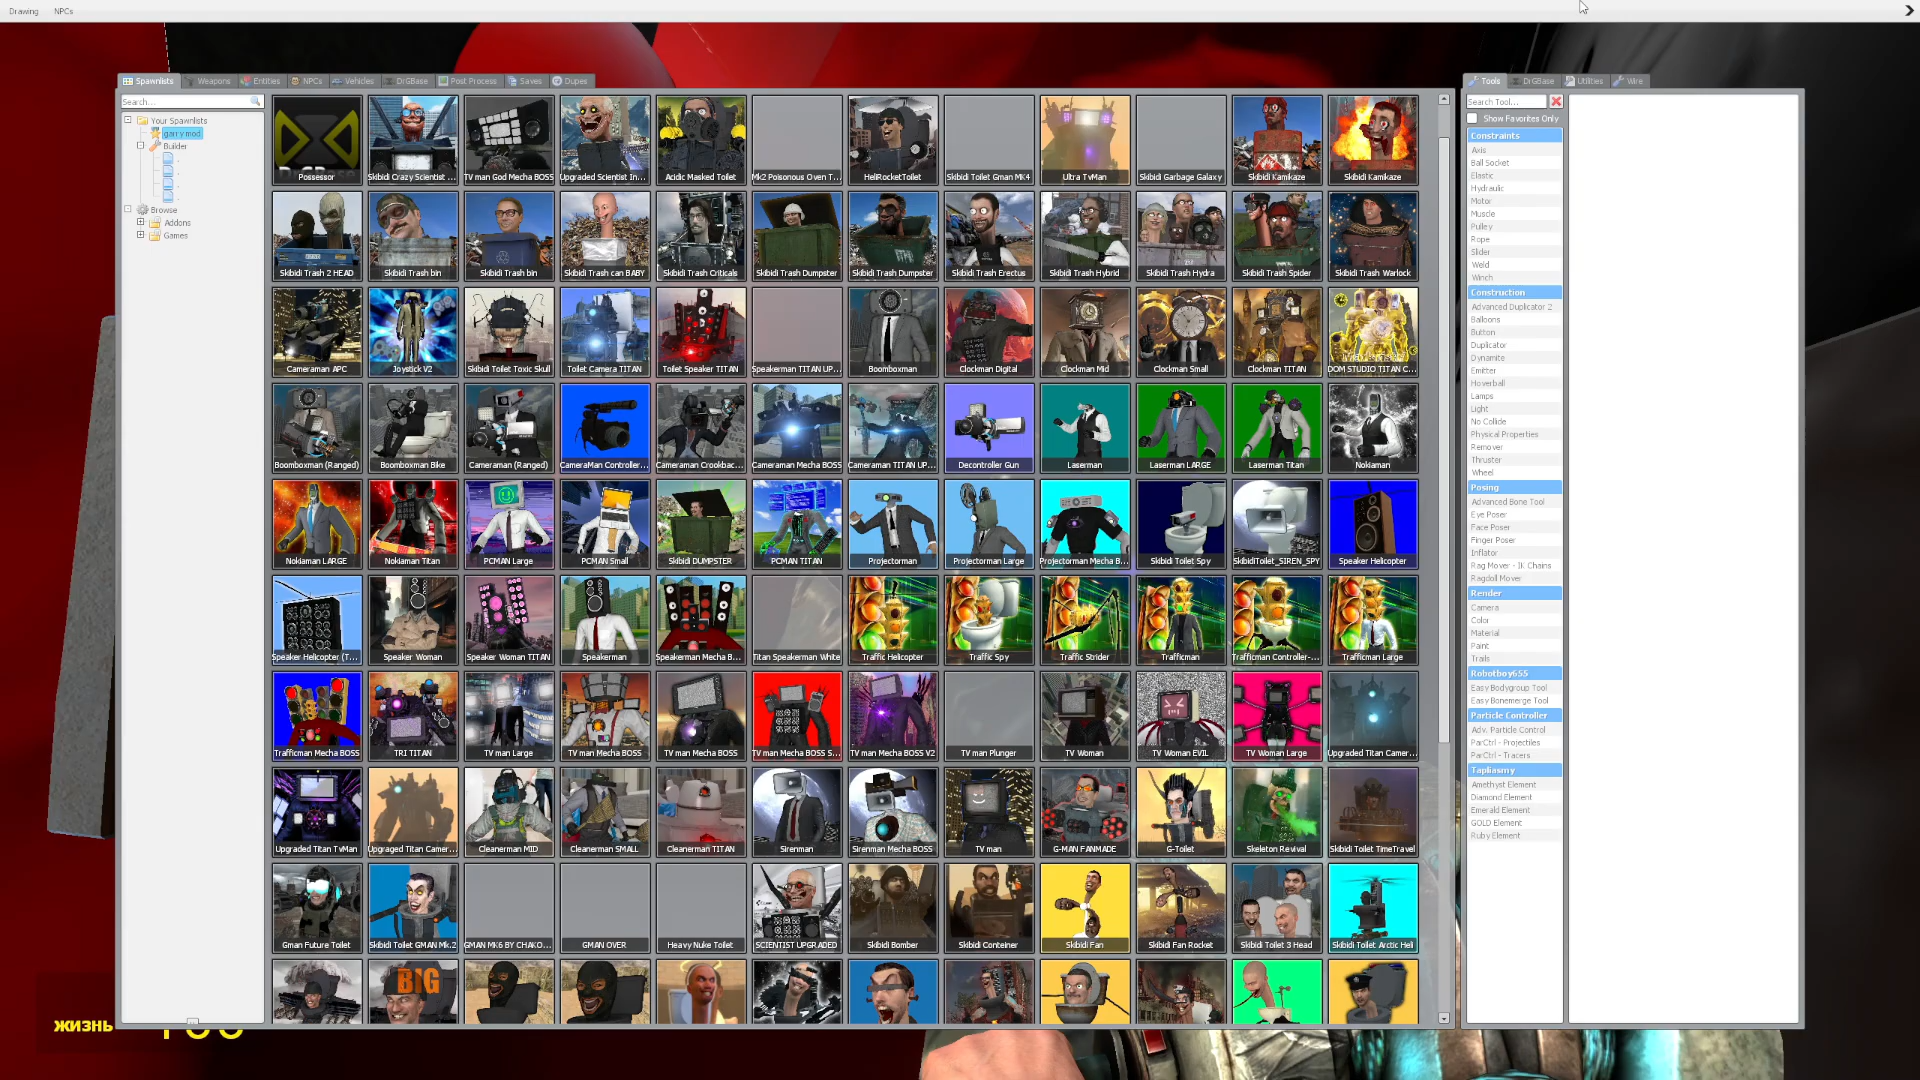 Drawing NPCs
Spawnlists Weapons Entities NPCs Vehicles DrGBase Post Process Saves Dupes
Search...
Your Spawnlists
garry mod
Builder
Browse
Addons
Games
Possessor
Skibidi Crazy Scientist ...
TV man God Mecha BOSS
Upgraded Scientist In...
Acidic Masked Toilet
Mk2 Poisonous Oven T...
HeliRocketToilet
Skibidi Toilet Gman MK4
Ultra TvMan
Skibidi Garbage Galaxy
Skibidi Kamikaze
Skibidi Kamikaze
Skibidi Trash 2 HEAD
Skibidi Trash bin
Skibidi Trash bin
Skibidi Trash can BABY
Skibidi Trash Criticals
Skibidi Trash Dumpster
Skibidi Trash Dumpster
Skibidi Trash Erectus
Skibidi Trash Hybrid
Skibidi Trash Hydra
Skibidi Trash Spider
Skibidi Trash Warlock
Cameraman APC
Joystick V2
Skibidi Toilet Toxic Skull
Toilet Camera TITAN
Toilet Speaker TITAN
Speakerman TITAN UP...
Boomboxman
Clockman Digital
Clockman Mid
Clockman Small
Clockman TITAN
DOM STUDIO TITAN C...
Boomboxman (Ranged)
Boomboxman Bike
Cameraman (Ranged)
CameraMan Controller...
Cameraman Crookbac...
Cameraman Mecha BOSS
Cameraman TITAN UP...
Decontroller Gun
Laserman
Laserman LARGE
Laserman Titan
Nokiaman
Nokiaman LARGE
Nokiaman Titan
PCMAN Large
PCMAN Small
Skibidi DUMPSTER
PCMAN TITAN
Projectorman
Projectorman Large
Projectorman Mecha B...
Skibidi Toilet Spy
SkibidiToilet_SIREN_SPY
Speaker Helicopter
Speaker Helicopter (T...
Speaker Woman
Speaker Woman TITAN
Speakerman
Speakerman Mecha B...
Titan Speakerman White
Traffic Helicopter
Traffic Spy
Traffic Strider
Trafficman
Trafficman Controller-...
Trafficman Large
Trafficman Mecha BOSS
TRI TITAN
TV man Large
TV man Mecha BOSS
TV man Mecha BOSS
TV man Mecha BOSS S...
TV man Mecha BOSS V2
TV man Plunger
TV Woman
TV Woman EVIL
TV Woman Large
Upgraded Titan Camer...
Upgraded Titan TvMan
Upgraged Titan Camer...
Cleanerman MID
Cleanerman SMALL
Cleanerman TITAN
Sirenman
Sirenman Mecha BOSS
TV man
G-MAN FANMADE
G-Toilet
Skeleton Revival
Skibidi Toilet TimeTravel
Gman Future Toilet
Skibidi Toilet GMAN Mk.2
GMAN MK6 BY CHAKO...
GMAN OVER
Heavy Nuke Toilet
SCIENTIST UPGRADED
Skibidi Bomber
Skibidi Conteiner
Skibidi Fan
Skibidi Fan Rocket
Skibidi Toilet 3 Head
Skibidi Toilet Arctic Heli
BIG
Tools DrGBase Utilities Wire
Search Tool...
Show Favorites Only
Constraints
Axis
Ball Socket
Elastic
Hydraulic
Motor
Muscle
Pulley
Rope
Slider
Weld
Winch
Construction
Advanced Duplicator 2
Balloons
Button
Duplicator
Dynamite
Emitter
Hoverball
Lamps
Light
No Collide
Physical Properties
Remover
Thruster
Wheel
Posing
Advanced Bone Tool
Eye Poser
Face Poser
Finger Poser
Inflator
Rag Mover - IK Chains
Ragdoll Mover
Render
Camera
Color
Material
Paint
Trails
Robotboy655
Easy Bodygroup Tool
Easy Bonemerge Tool
Particle Controller
Adv. Particle Control
ParCtrl - Projectiles
ParCtrl - Tracers
Tapliasmy
Amethyst Element
Diamond Element
Emerald Element
GOLD Element
Ruby Element
ЖИЗНЬ